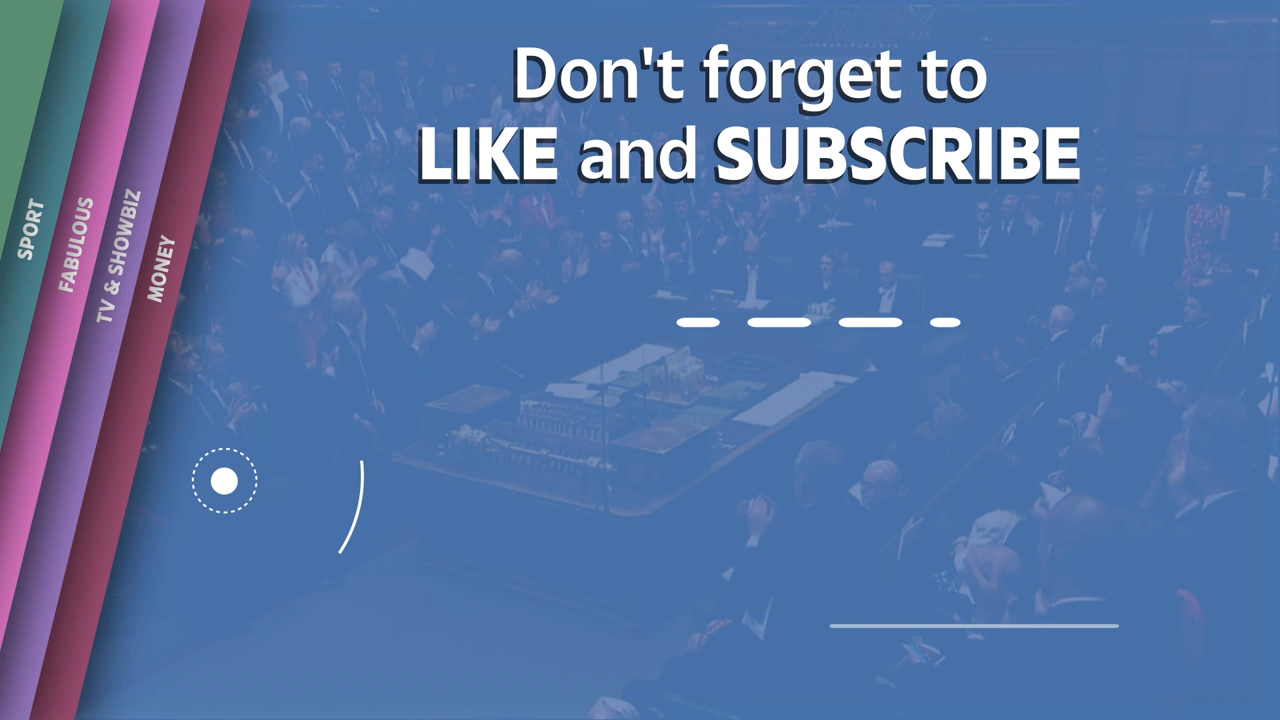 Don't forget to
LIKE and SUBSCRIBE
SPORT
FABULOUS
TV & SHOWBIZ
MONEY